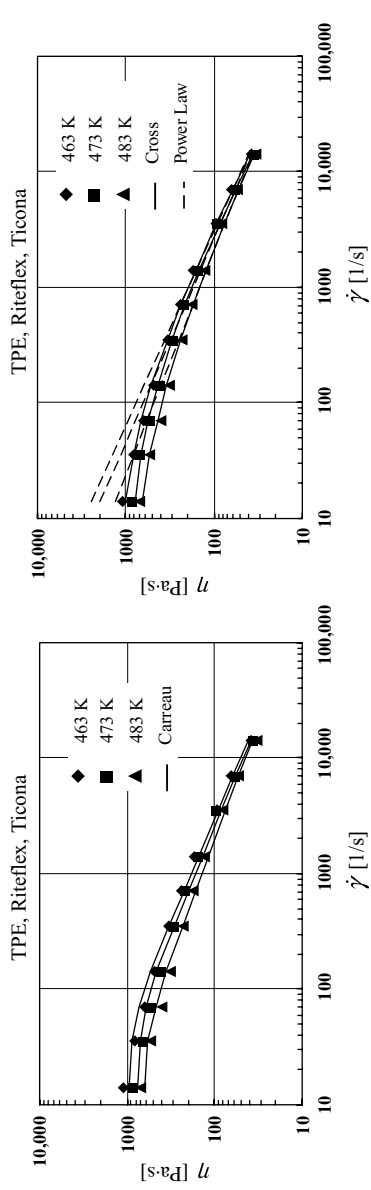 TPE, Riteflex, Ticona
10,000
1000
100
10
η [Pa·s]
10
100
1000
10,000
100,000
γ̇ [1/s]
463 K
473 K
483 K
Carreau
TPE, Riteflex, Ticona
10,000
1000
100
10
η [Pa·s]
10
100
1000
10,000
100,000
γ̇ [1/s]
463 K
473 K
483 K
Cross
Power Law